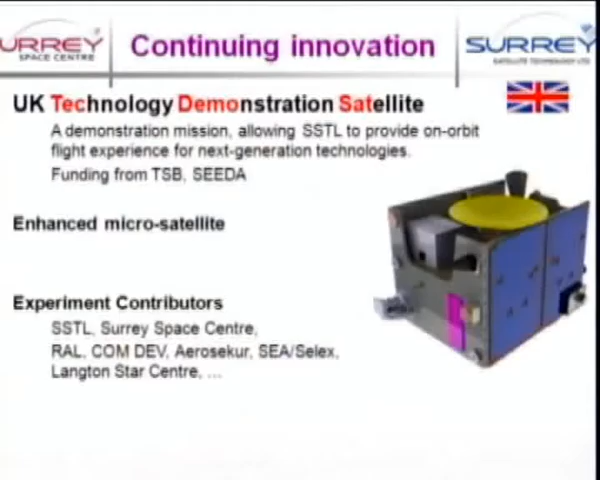 URREY
SPACE CENTRE
Continuing innovation
SURREY
SATELLITE TECHNOLOGY LTD
UK Technology Demonstration Satellite
A demonstration mission, allowing SSTL to provide on-orbit
flight experience for next-generation technologies.
Funding from TSB, SEEDA
Enhanced micro-satellite
Experiment Contributors
SSTL, Surrey Space Centre,
RAL, COM DEV, Aerosekur, SEA/Selex,
Langton Star Centre, ...